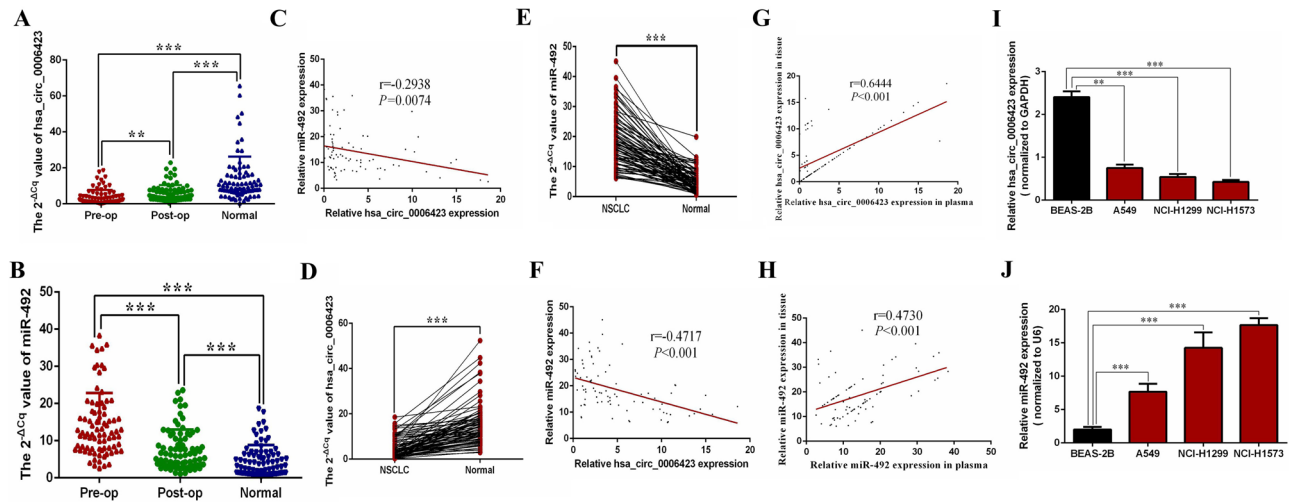 A
The 2^-ΔCq value of hsa_circ_0006423
80
60
40
20
0
***
***
**
Pre-op Post-op Normal
C
Relative miR-492 expression
50
40
30
20
10
0
r=-0.2938
P=0.0074
0 5 10 15 20
Relative hsa_circ_0006423 expression
E
The 2^-ΔCq value of miR-492
50
40
30
20
10
0
***
NSCLC Normal
G
Relative hsa_circ_0006423 expression in tissue
20
15
10
5
0
r=0.6444
P<0.001
0 5 10 15 20
Relative hsa_circ_0006423 expression in plasma
I
Relative hsa_circ_0006423 expression
( normalized to GAPDH)
3
2
1
0
***
***
**
BEAS-2B A549 NCI-H1299 NCI-H1573
B
The 2^-ΔCq value of miR-492
50
40
30
20
10
0
***
***
***
Pre-op Post-op Normal
D
The 2^-ΔCq value of hsa_circ_0006423
60
40
20
0
***
NSCLC Normal
F
Relative miR-492 expression
50
40
30
20
10
0
r=-0.4717
P<0.001
0 5 10 15 20
Relative hsa_circ_0006423 expression
H
Relative miR-492 expression in tissue
60
50
40
30
20
10
0
r=0.4730
P<0.001
0 10 20 30 40 50
Relative miR-492 expression in plasma
J
Relative miR-492 expression
( normalized to U6)
20
15
10
5
0
***
***
***
BEAS-2B A549 NCI-H1299 NCI-H1573